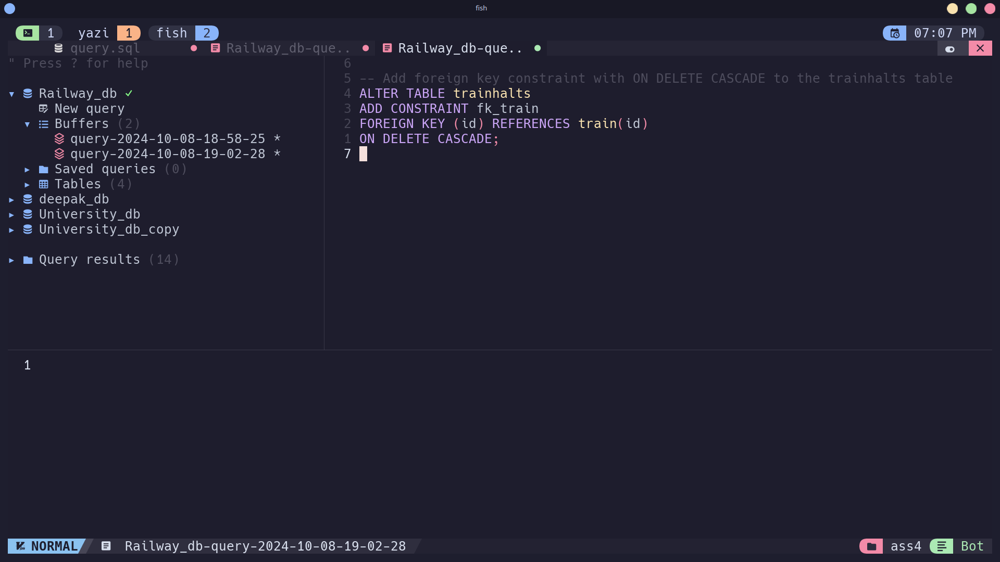 fish
1 yazi 1 fish 2 07:07 PM
query.sql Railway_db-que.. Railway_db-que..
" Press ? for help
Railway_db
New query
Buffers (2)
query-2024-10-08-18-58-25 *
query-2024-10-08-19-02-28 *
Saved queries (0)
Tables (4)
deepak_db
University_db
University_db_copy
Query results (14)
6
5 -- Add foreign key constraint with ON DELETE CASCADE to the trainhalts table
4 ALTER TABLE trainhalts
3 ADD CONSTRAINT fk_train
2 FOREIGN KEY (id) REFERENCES train(id)
1 ON DELETE CASCADE;
7
1
NORMAL Railway_db-query-2024-10-08-19-02-28 ass4 Bot